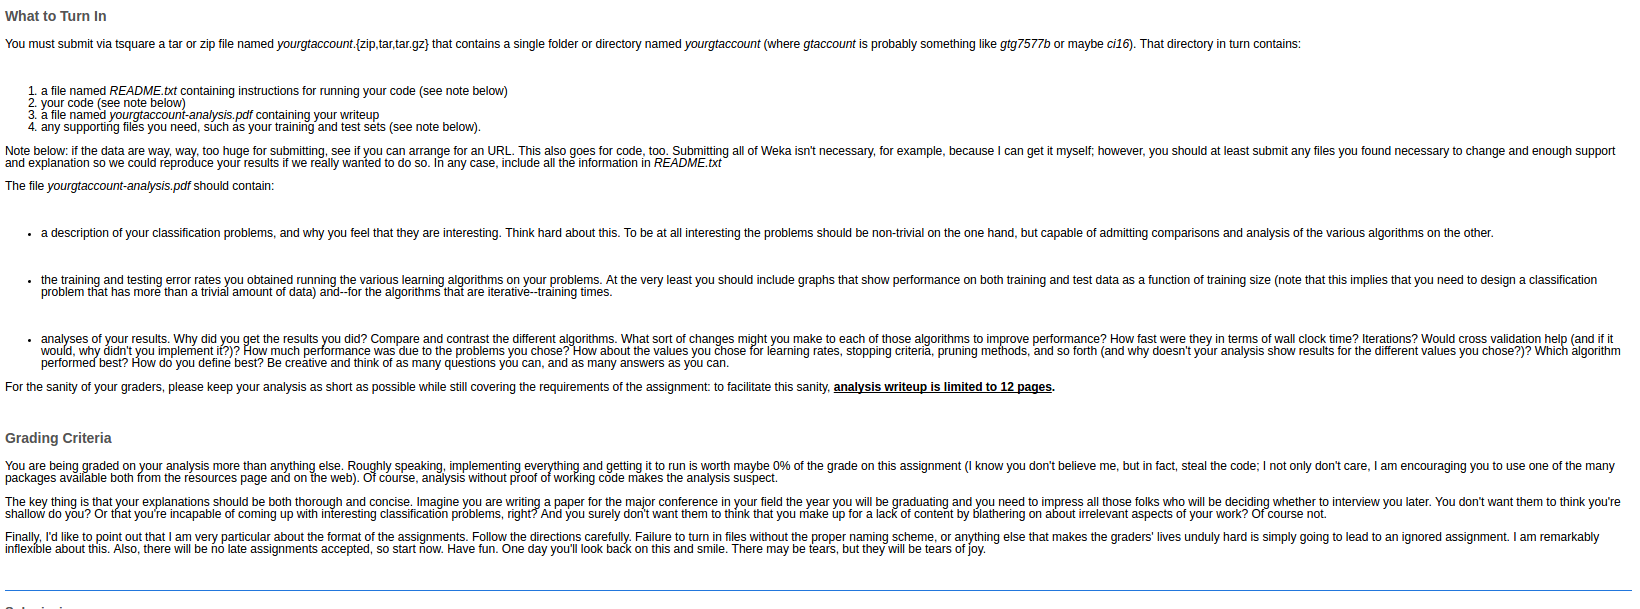 What to Turn In
You must submit via tsquare a tar or zip file named yourgtaccount.{zip,tar,tar.gz} that contains a single folder or directory named yourgtaccount (where gtaccount is probably something like gtg7577b or maybe ci16). That directory in turn contains:
1. a file named README.txt containing instructions for running your code (see note below)
2. your code (see note below)
3. a file named yourgtaccount-analysis.pdf containing your writeup
4. any supporting files you need, such as your training and test sets (see note below).
Note below: if the data are way, way, too huge for submitting, see if you can arrange for an URL. This also goes for code, too. Submitting all of Weka isn't necessary, for example, because I can get it myself; however, you should at least submit any files you found necessary to change and enough support
and explanation so we could reproduce your results if we really wanted to do so. In any case, include all the information in README.txt
The file yourgtaccount-analysis.pdf should contain:
• a description of your classification problems, and why you feel that they are interesting. Think hard about this. To be at all interesting the problems should be non-trivial on the one hand, but capable of admitting comparisons and analysis of the various algorithms on the other.
• the training and testing error rates you obtained running the various learning algorithms on your problems. At the very least you should include graphs that show performance on both training and test data as a function of training size (note that this implies that you need to design a classification
problem that has more than a trivial amount of data) and--for the algorithms that are iterative--training times.
• analyses of your results. Why did you get the results you did? Compare and contrast the different algorithms. What sort of changes might you make to each of those algorithms to improve performance? How fast were they in terms of wall clock time? Iterations? Would cross validation help (and if it
would, why didn't you implement it?)? How much performance was due to the problems you chose? How about the values you chose for learning rates, stopping criteria, pruning methods, and so forth (and why doesn't your analysis show results for the different values you chose?)? Which algorithm
performed best? How do you define best? Be creative and think of as many questions you can, and as many answers as you can.
For the sanity of your graders, please keep your analysis as short as possible while still covering the requirements of the assignment: to facilitate this sanity, analysis writeup is limited to 12 pages.
Grading Criteria
You are being graded on your analysis more than anything else. Roughly speaking, implementing everything and getting it to run is worth maybe 0% of the grade on this assignment (I know you don't believe me, but in fact, steal the code; I not only don't care, I am encouraging you to use one of the many
packages available both from the resources page and on the web). Of course, analysis without proof of working code makes the analysis suspect.
The key thing is that your explanations should be both thorough and concise. Imagine you are writing a paper for the major conference in your field the year you will be graduating and you need to impress all those folks who will be deciding whether to interview you later. You don't want them to think you're
shallow do you? Or that you're incapable of coming up with interesting classification problems, right? And you surely don't want them to think that you make up for a lack of content by blathering on about irrelevant aspects of your work? Of course not.
Finally, I'd like to point out that I am very particular about the format of the assignments. Follow the directions carefully. Failure to turn in files without the proper naming scheme, or anything else that makes the graders' lives unduly hard is simply going to lead to an ignored assignment. I am remarkably
inflexible about this. Also, there will be no late assignments accepted, so start now. Have fun. One day you'll look back on this and smile. There may be tears, but they will be tears of joy.